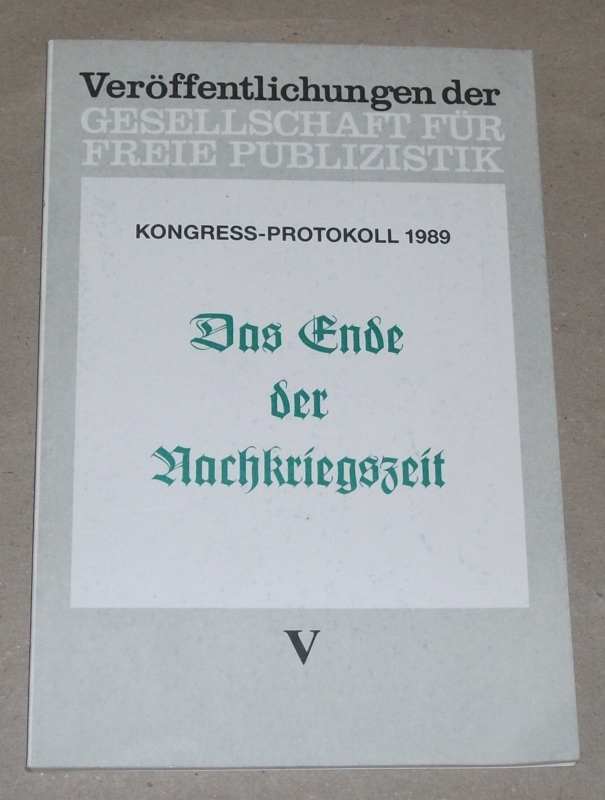 Veröffentlichungen der
GESELLSCHAFT FÜR
FREIE PUBLIZISTIK
KONGRESS-PROTOKOLL 1989
Das Ende
der
Nachkriegszeit
V